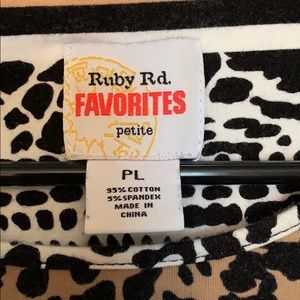 Ruby Rd.
FAVORITES
petite
PL
95% COTTON
5% SPANDEX
MADE IN
CHINA